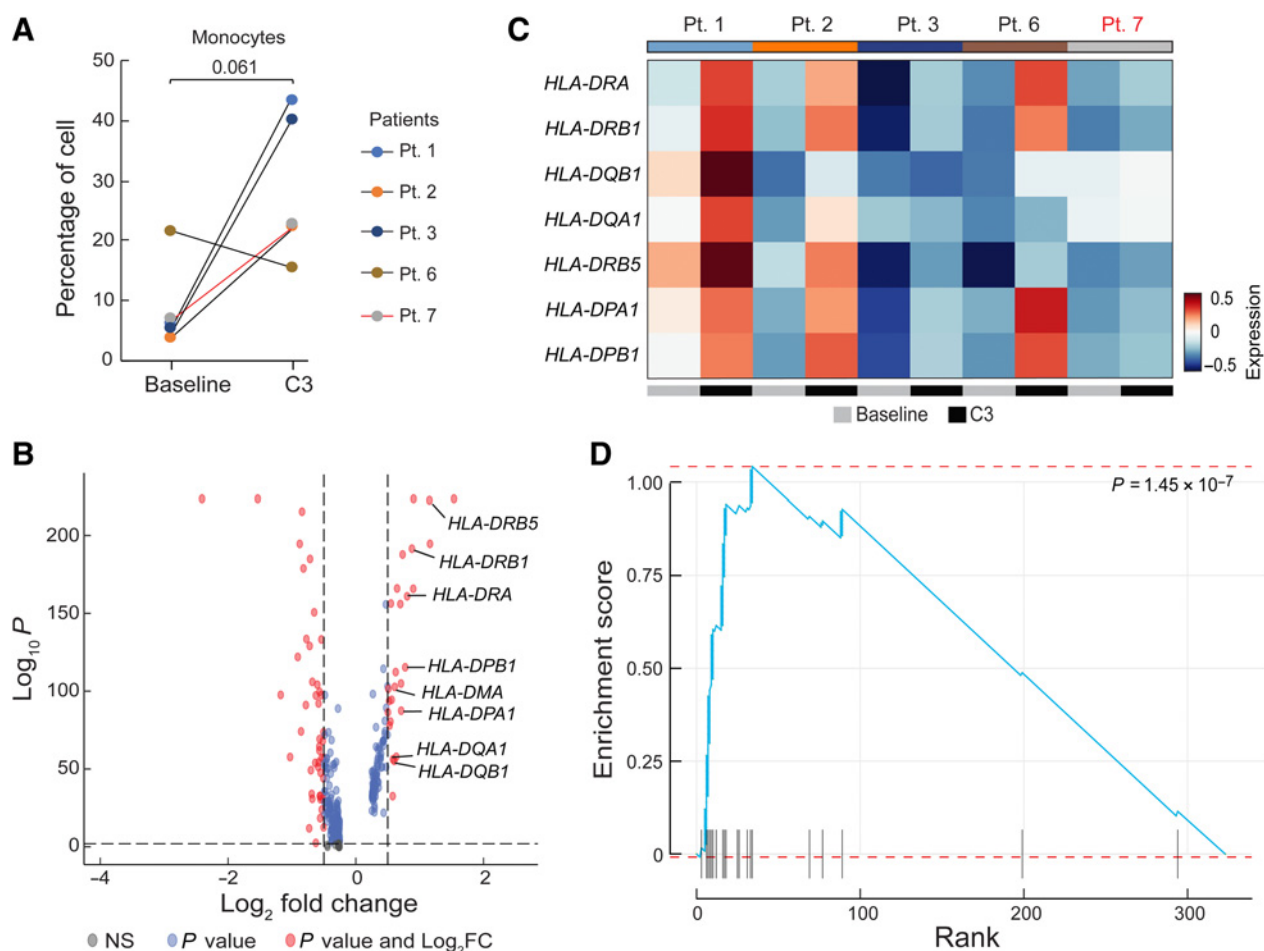 A
Monocytes
0.061
50
40
30
20
10
0
Percentage of cell
Baseline
C3
Patients
Pt. 1
Pt. 2
Pt. 3
Pt. 6
Pt. 7
C
Pt. 1 Pt. 2 Pt. 3 Pt. 6 Pt. 7
HLA-DRA
HLA-DRB1
HLA-DQB1
HLA-DQA1
HLA-DRB5
HLA-DPA1
HLA-DPB1
0.5
0
−0.5
Expression
Baseline C3
B
200
150
100
50
0
Log₁₀ P
HLA-DRB5
HLA-DRB1
HLA-DRA
HLA-DPB1
HLA-DMA
HLA-DPA1
HLA-DQA1
HLA-DQB1
−4 −2 0 2
Log₂ fold change
NS P value P value and Log₂FC
D
P = 1.45 × 10⁻⁷
1.00
0.75
0.50
0.25
0
Enrichment score
0 100 200 300
Rank